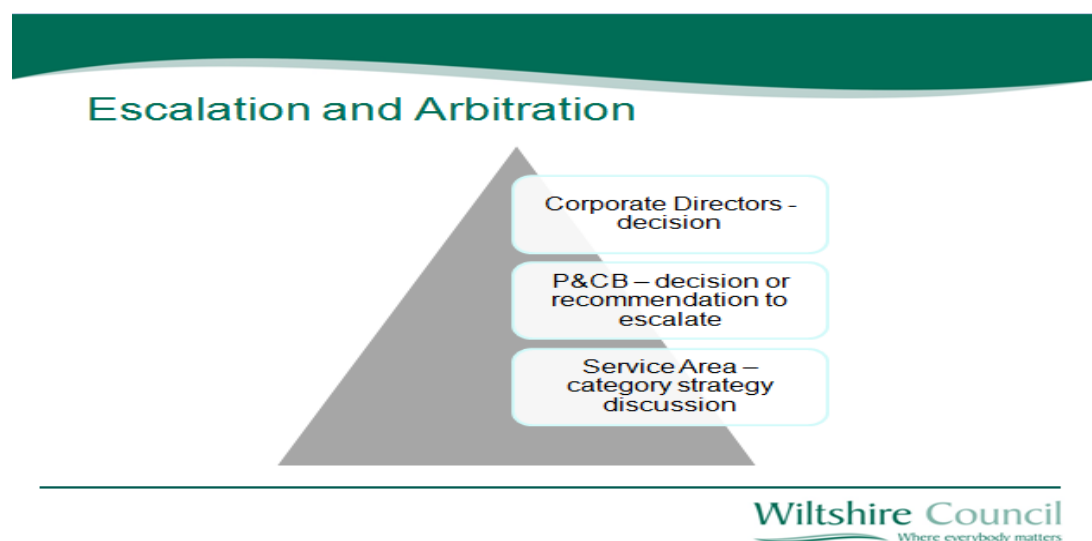 Escalation and Arbitration
Corporate Directors -
decision
P&CB – decision or
recommendation to
escalate
Service Area –
category strategy
discussion
Wiltshire Council
Where everybody matters